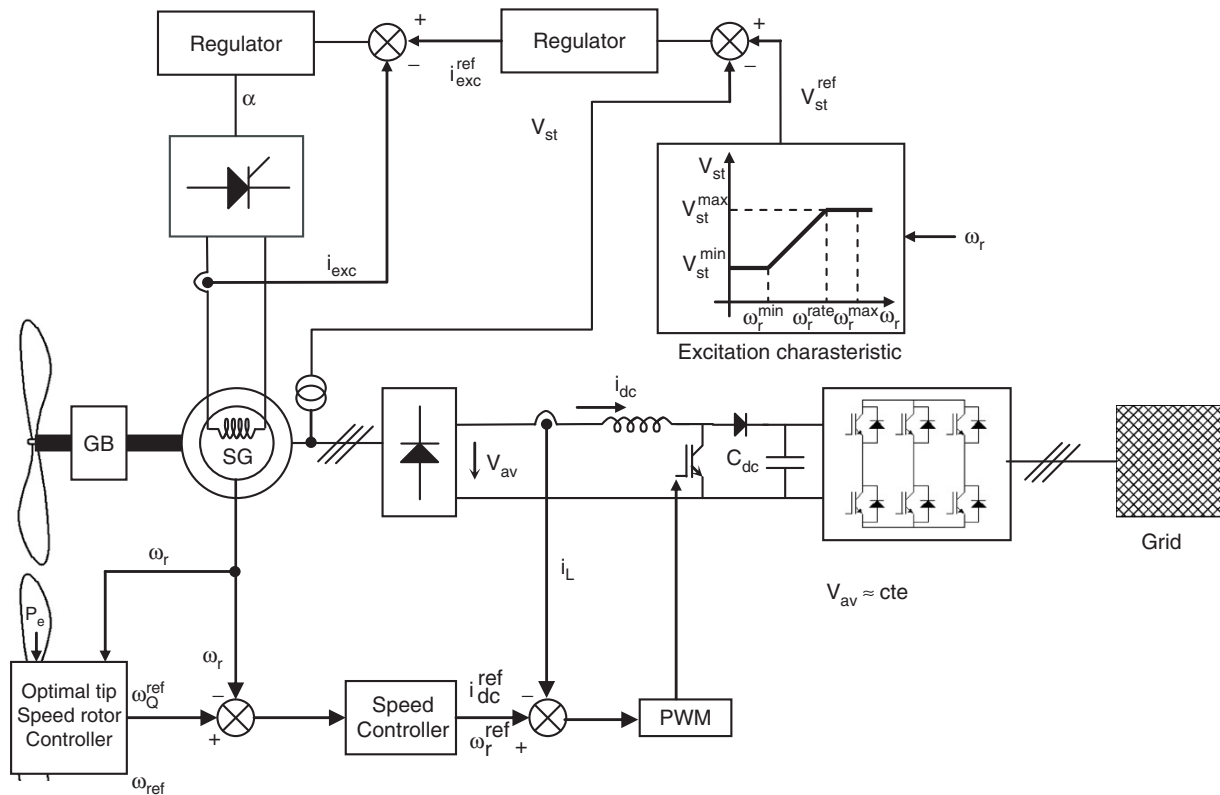 Regulator
+
−
i_exc^ref
Regulator
+
−
V_st^ref
V_st
α
i_exc
V_st
V_st^max
V_st^min
ω_r^min
ω_r^rate
ω_r^max
ω_r
ω_r
Excitation charasteristic
GB
SG
V_av
i_dc
C_dc
Grid
V_av ≈ cte
ω_r
i_L
P_e
ω_r
Optimal tip
Speed rotor
Controller
ω_Q^ref
−
+
Speed
Controller
i_dc^ref
ω_r^ref
−
+
PWM
ω_ref